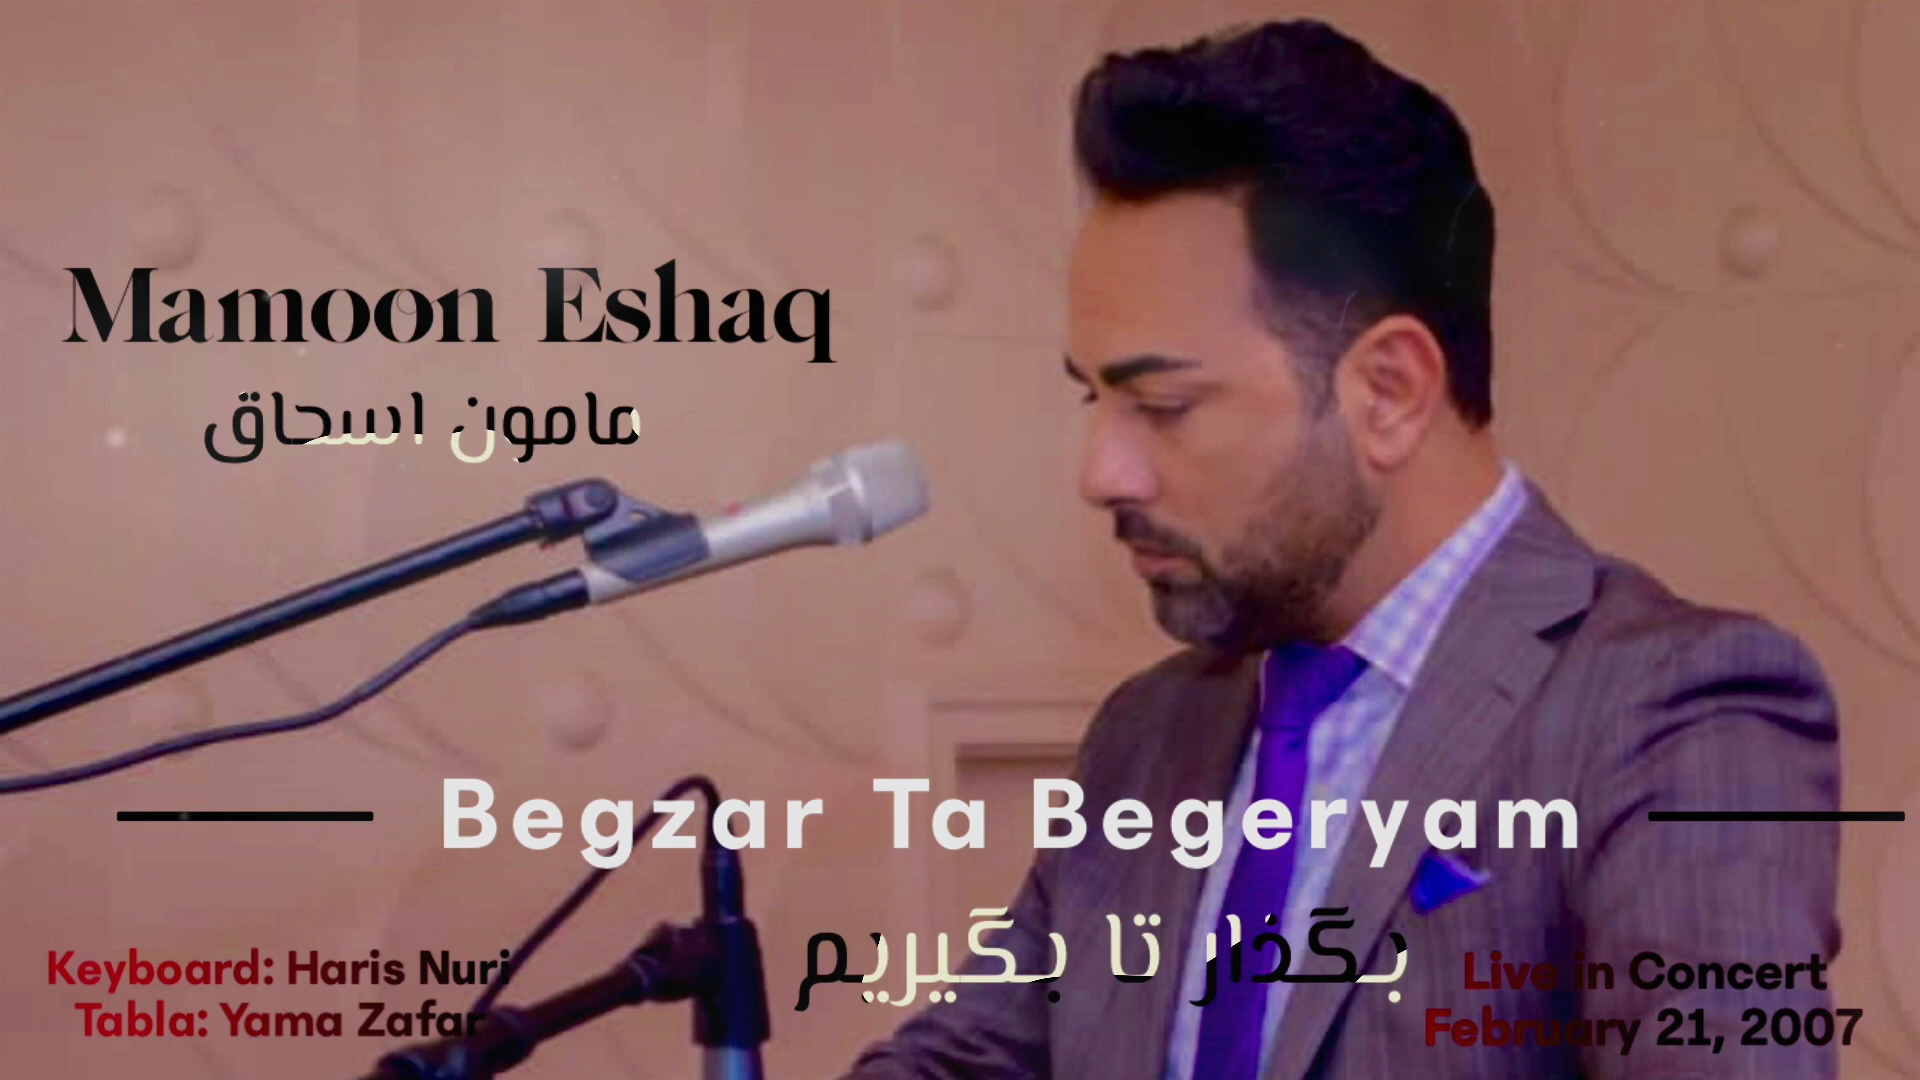 Mamoon Eshaq
مامون اسحاق
Begzar Ta Begeryam
بگذار تا بگیریم
Keyboard: Haris Nuri
Tabla: Yama Zafar
Live in Concert
February 21, 2007